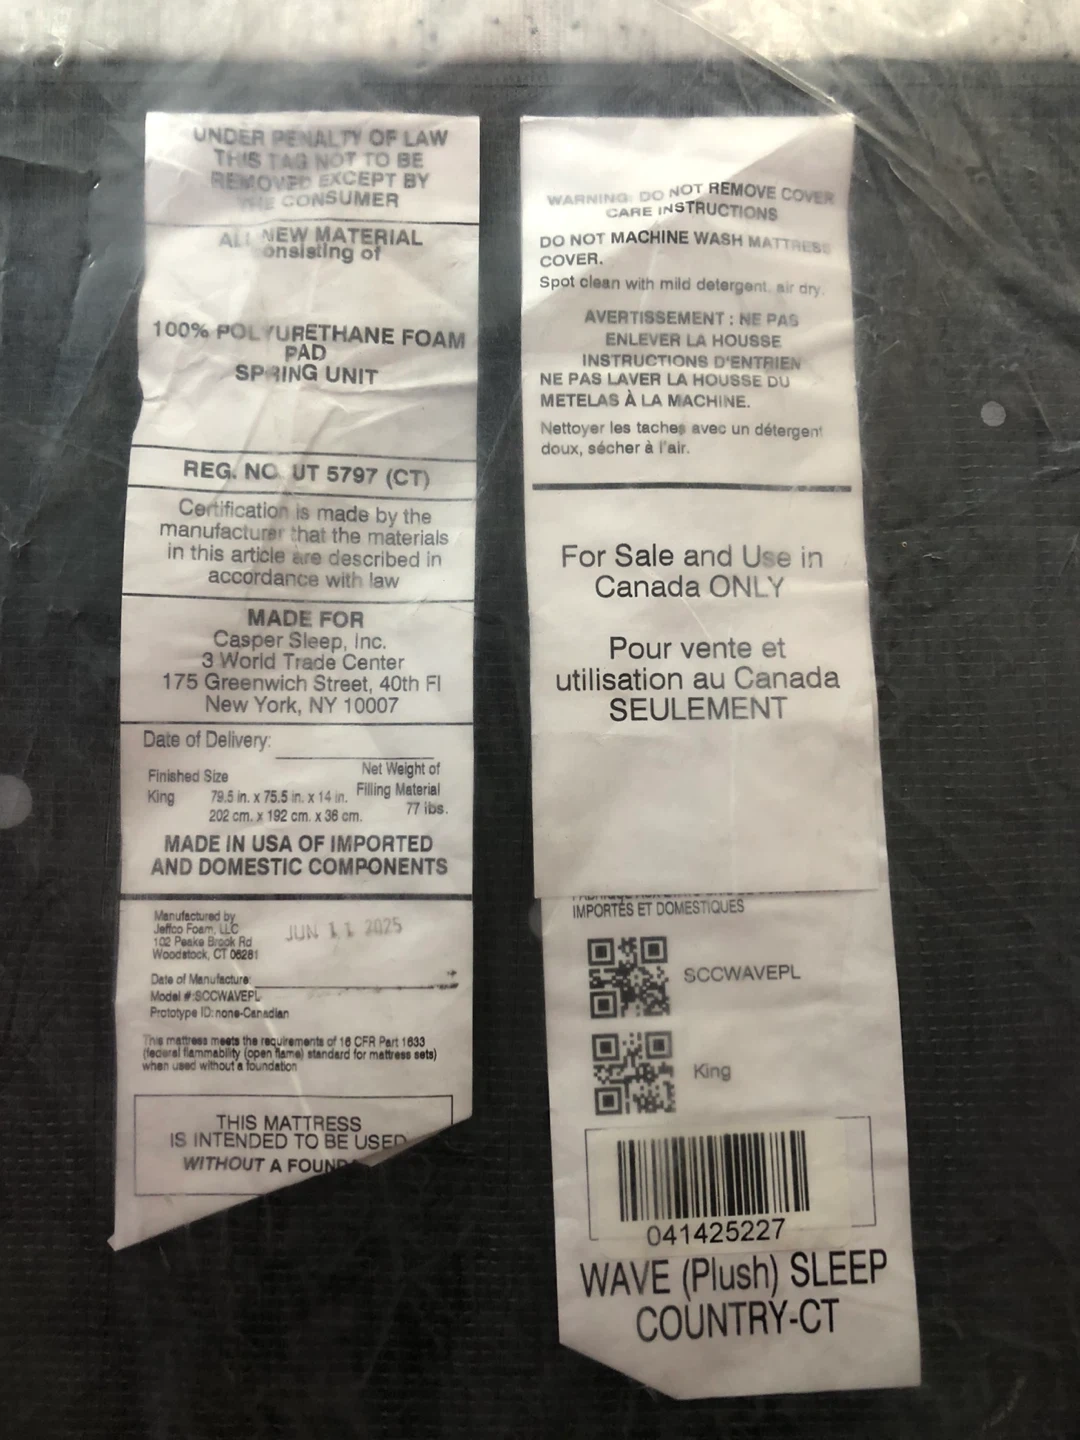 UNDER PENALTY OF LAW
THIS TAG NOT TO BE
REMOVED EXCEPT BY
THE CONSUMER
ALL NEW MATERIAL
onsisting of
100% POLYURETHANE FOAM
PAD
SPRING UNIT
REG. NO. UT 5797 (CT)
Certification is made by the
manufacturer that the materials
in this article are described in
accordance with law
MADE FOR
Casper Sleep, Inc.
3 World Trade Center
175 Greenwich Street, 40th Fl
New York, NY 10007
Date of Delivery:
Finished Size
Net Weight of
Filling Material
King 79.5 in. x 75.5 in. x 14 in.
77 lbs.
202 cm. x 192 cm. x 36 cm.
MADE IN USA OF IMPORTED
AND DOMESTIC COMPONENTS
Manufactured by
Jeffco Foam, LLC
102 Peake Brook Rd
Woodstock, CT 06281
JUN 11 2025
Date of Manufacture:
Model #:SCCWAVEPL
Prototype ID: none-Canadian
This mattress meets the requirements of 16 CFR Part 1633
(federal flammability (open flame) standard for mattress sets)
when used without a foundation
THIS MATTRESS
IS INTENDED TO BE USED
WITHOUT A FOUND
WARNING: DO NOT REMOVE COVER
CARE INSTRUCTIONS
DO NOT MACHINE WASH MATTRESS
COVER.
Spot clean with mild detergent, air dry.
AVERTISSEMENT : NE PAS
ENLEVER LA HOUSSE
INSTRUCTIONS D'ENTRIEN
NE PAS LAVER LA HOUSSE DU
METELAS À LA MACHINE.
Nettoyer les taches avec un détergent
doux, sécher à l'air.
For Sale and Use in
Canada ONLY
Pour vente et
utilisation au Canada
SEULEMENT
IMPORTÉS ET DOMESTIQUES
SCCWAVEPL
King
041425227
WAVE (Plush) SLEEP
COUNTRY-CT